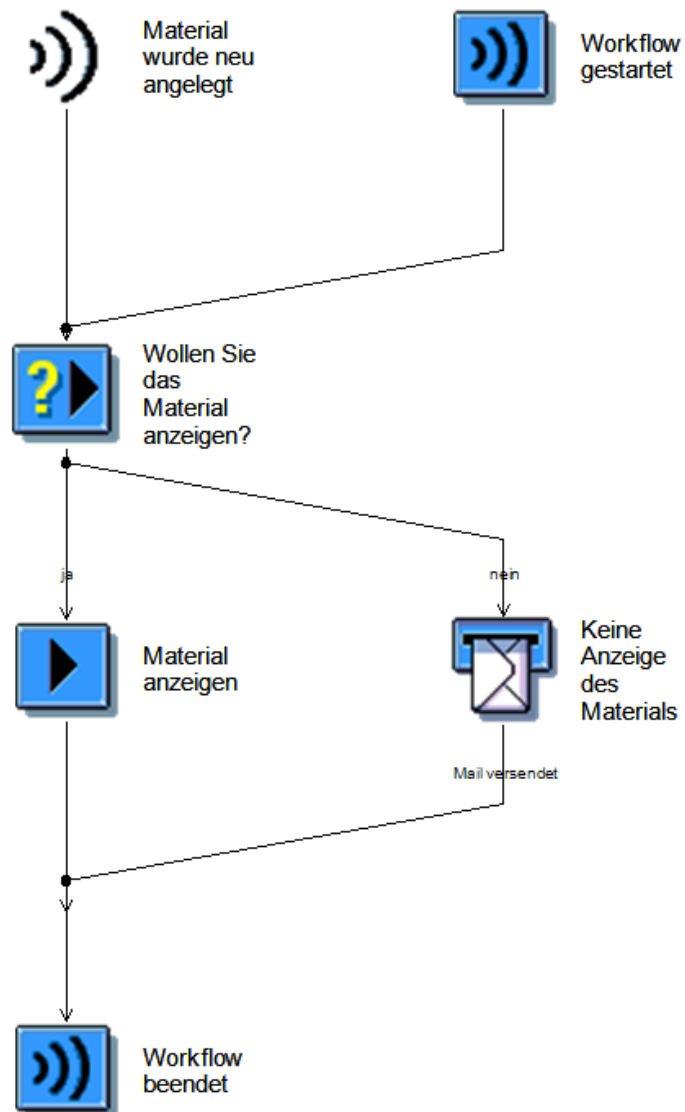 Material
wurde neu
angelegt
Workflow
gestartet
?
Wollen Sie
das
Material
anzeigen?
ja
nein
Material
anzeigen
Keine
Anzeige
des
Materials
Mail versendet
Workflow
beendet